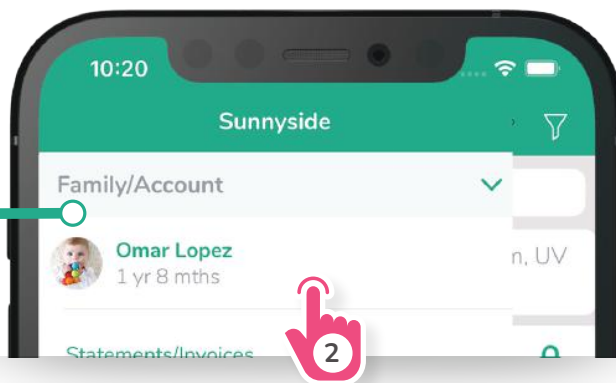 10:20
Sunnyside
Family/Account
Omar Lopez
1 yr 8 mths
n, UV
Statements/Invoices
2